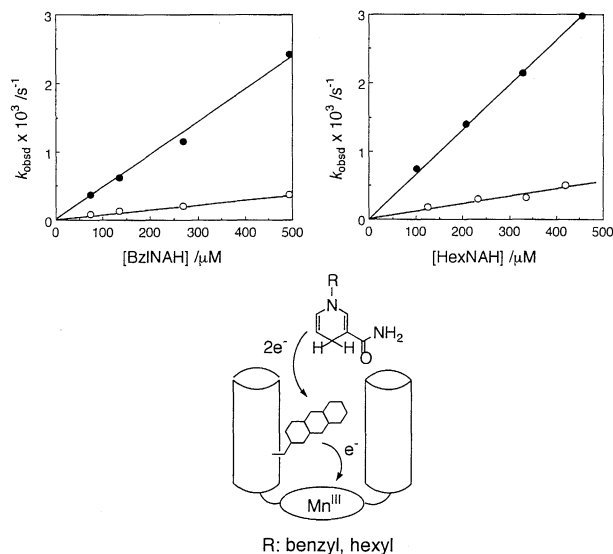 3
2
1
0
k_obsd x 10^3 /s^-1
0 100 200 300 400 500
[BzlNAH] /μM
3
2
1
0
k_obsd x 10^3 /s^-1
0 100 200 300 400 500
[HexNAH] /μM
R
N
NH2
H H
O
2e-
e-
Mn^III
R: benzyl, hexyl